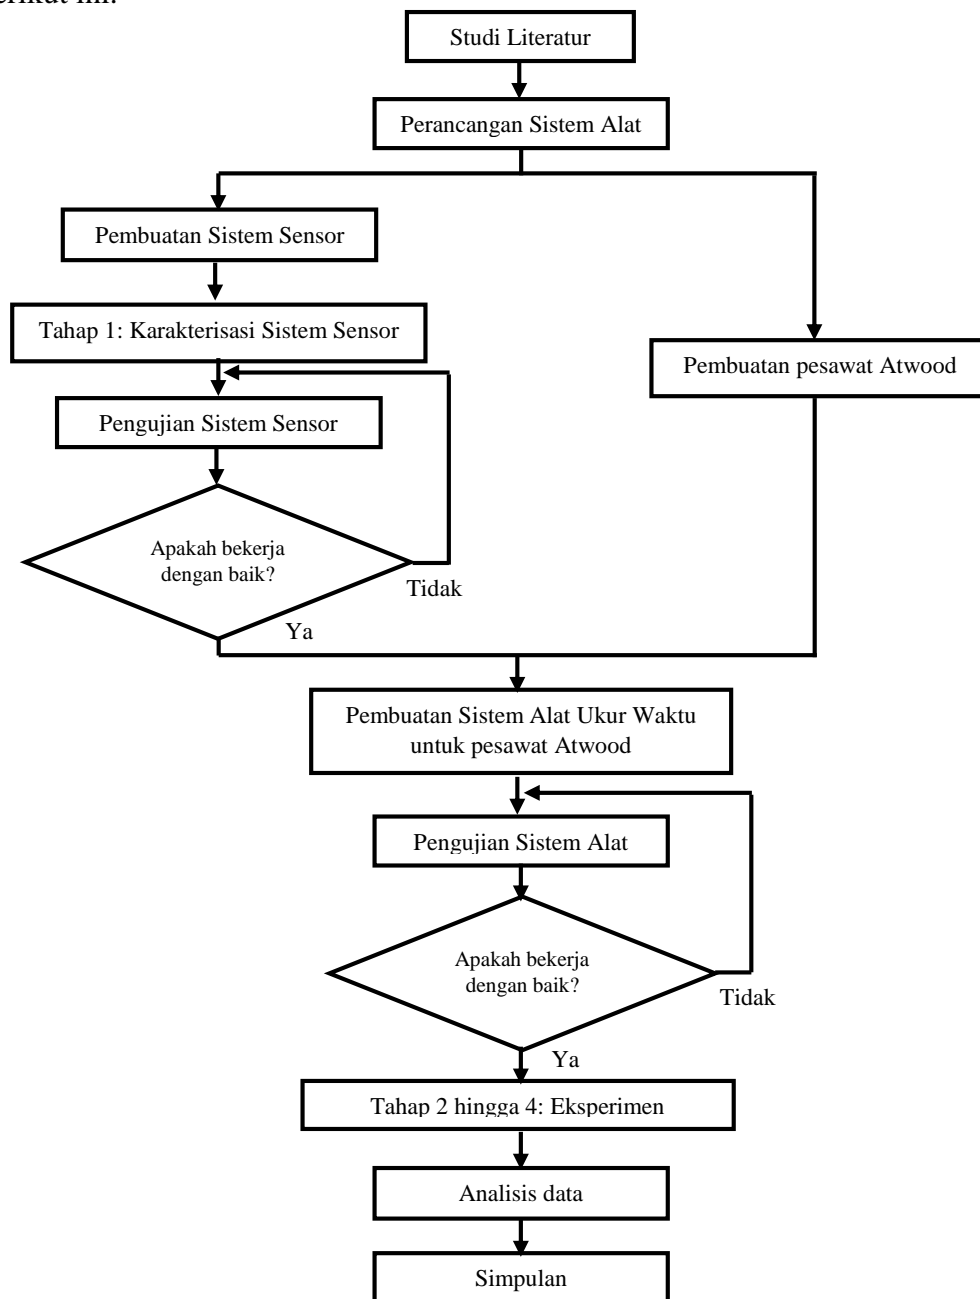 Studi Literatur
Perancangan Sistem Alat
Pembuatan Sistem Sensor
Tahap 1: Karakterisasi Sistem Sensor
Pembuatan pesawat Atwood
Pengujian Sistem Sensor
Apakah bekerja
dengan baik?
Tidak
Ya
Pembuatan Sistem Alat Ukur Waktu
untuk pesawat Atwood
Pengujian Sistem Alat
Apakah bekerja
dengan baik?
Tidak
Ya
Tahap 2 hingga 4: Eksperimen
Analisis data
Simpulan